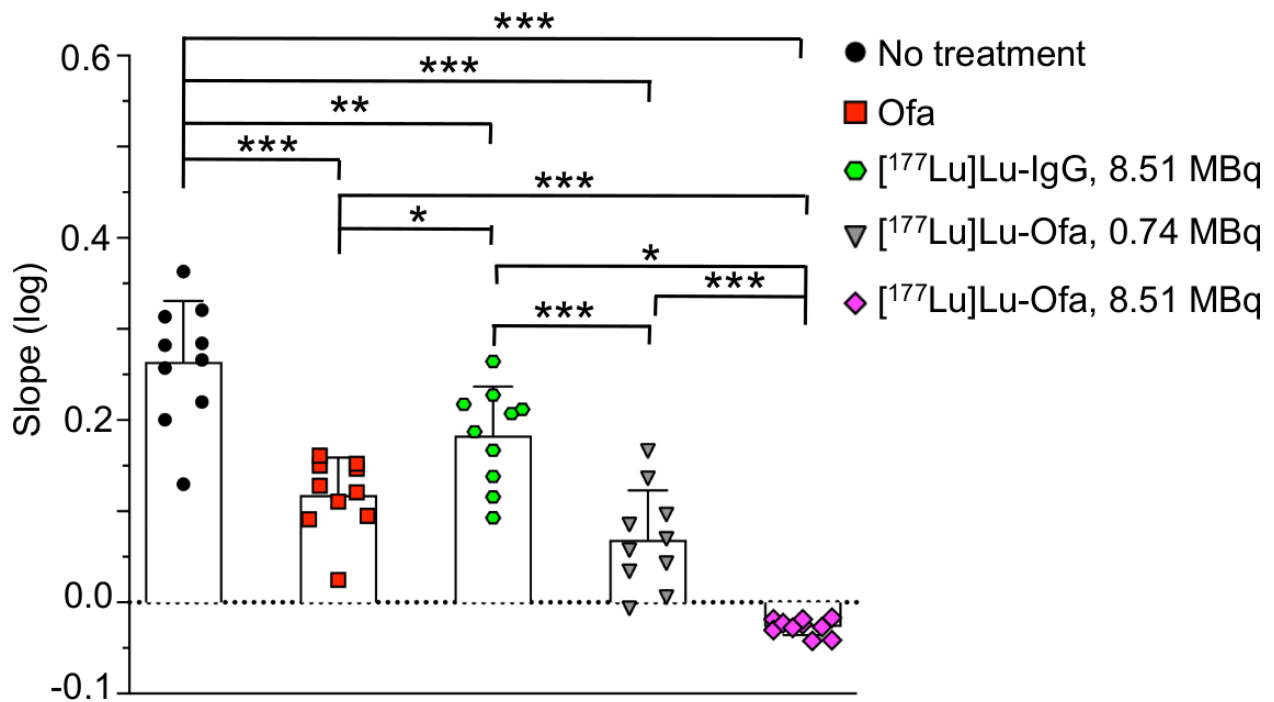 ***
***
**
***
***
*
*
***
***
0.6
0.4
0.2
0.0
-0.1
Slope (log)
No treatment
Ofa
[¹⁷⁷Lu]Lu-IgG, 8.51 MBq
[¹⁷⁷Lu]Lu-Ofa, 0.74 MBq
[¹⁷⁷Lu]Lu-Ofa, 8.51 MBq